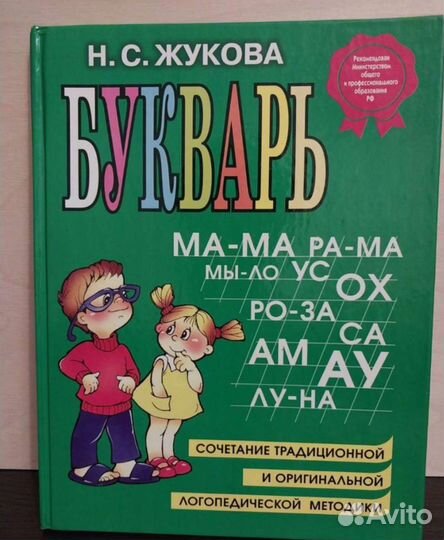 Н. С. ЖУКОВА
Рекомендован
Министерством
общего
и профессионального
образования
РФ
БУКВАРЬ
МА-МА РА-МА
МЫ-ЛО УС ОХ
РО-ЗА СА
АМ АУ
ЛУ-НА
СОЧЕТАНИЕ ТРАДИЦИОННОЙ
И ОРИГИНАЛЬНОЙ
ЛОГОПЕДИЧЕСКОЙ МЕТОДИКИ
Avito